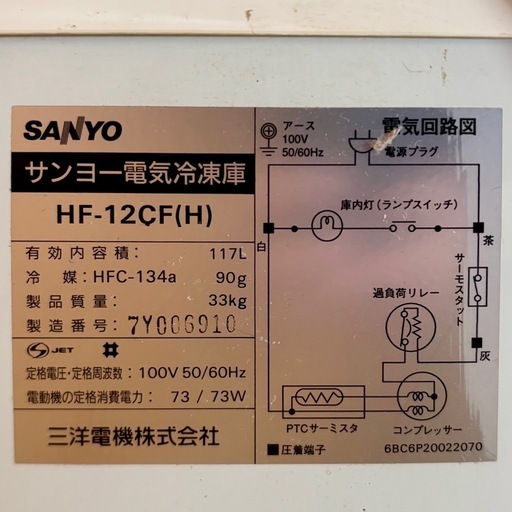 SANYO
サンヨー電気冷凍庫
HF-12CF(H)
有効内容積: 117L
冷媒: HFC-134a 90g
製品質量: 33kg
製造番号: 7Y006910
S JET
定格電圧・定格周波数: 100V 50/60Hz
電動機の定格消費電力: 73/73W
三洋電機株式会社
電気回路図
アース
100V
50/60Hz
電源プラグ
庫内灯(ランプスイッチ)
白
茶
サーモスタット
過負荷リレー
灰
PTCサーミスタ
コンプレッサー
■圧着端子
6BC6P20022070